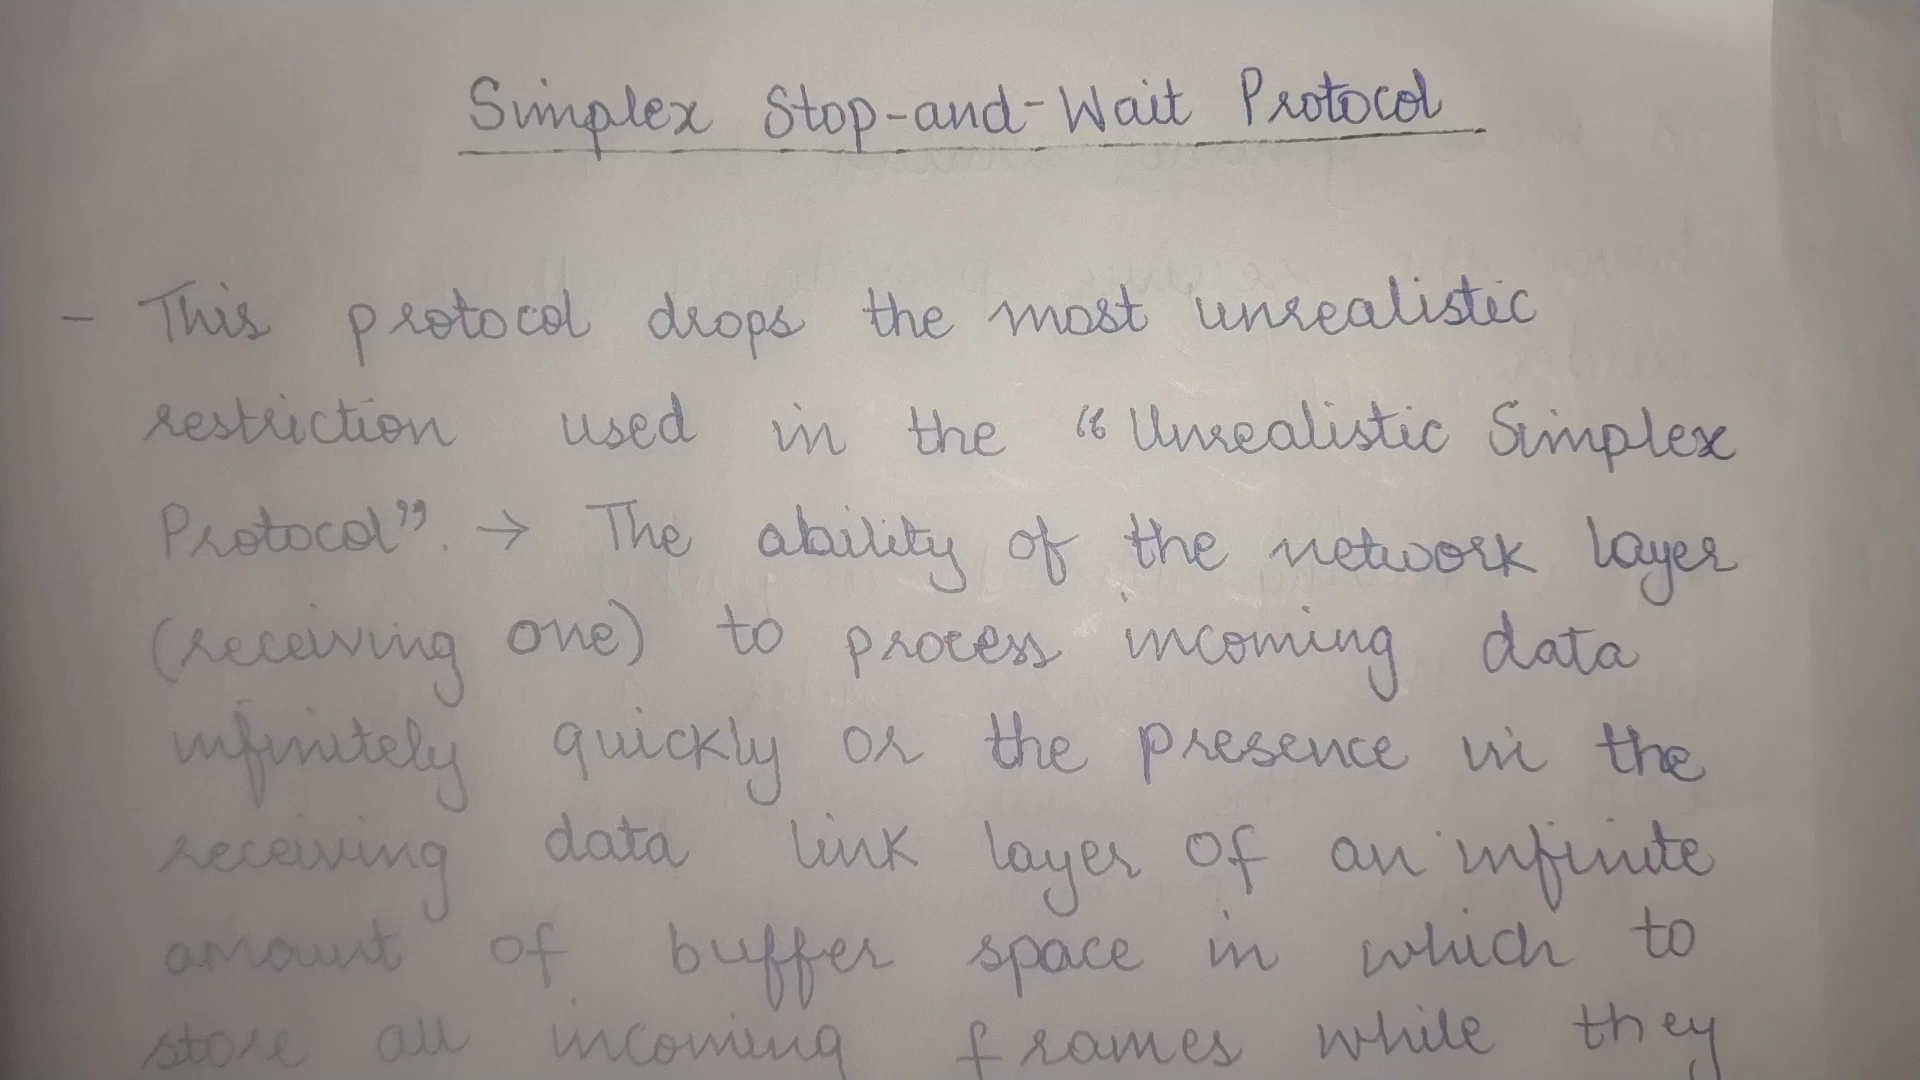 Simplex Stop-and-Wait Protocol
- This protocol drops the most unrealistic
restriction used in the "Unrealistic Simplex
Protocol". → The ability of the network layer
(receiving one) to process incoming data
infinitely quickly or the presence in the
receiving data link layer of an infinite
amount of buffer space in which to
store all incoming frames while they